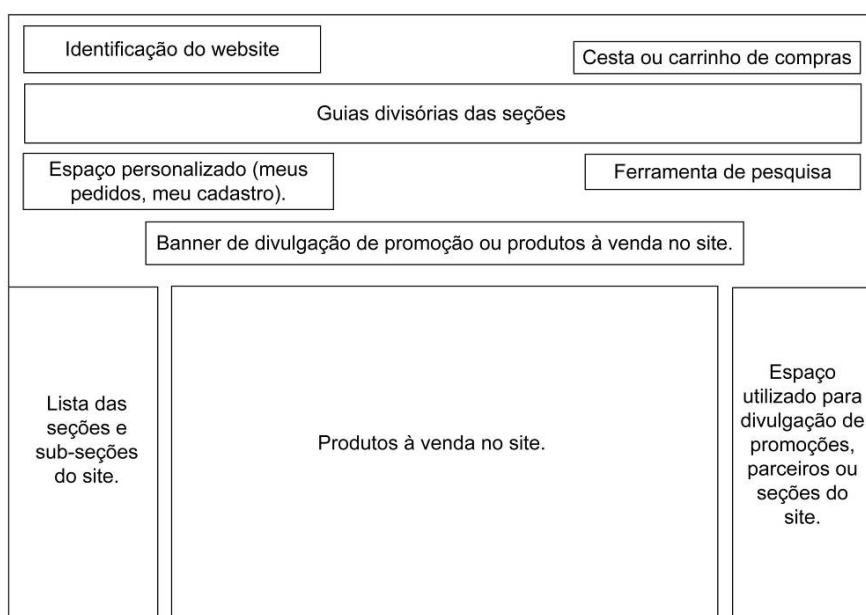 Identificação do website
Cesta ou carrinho de compras
Guias divisórias das seções
Espaço personalizado (meus
pedidos, meu cadastro).
Ferramenta de pesquisa
Banner de divulgação de promoção ou produtos à venda no site.
Lista das
seções e
sub-seções
do site.
Produtos à venda no site.
Espaço
utilizado para
divulgação de
promoções,
parceiros ou
seções do
site.